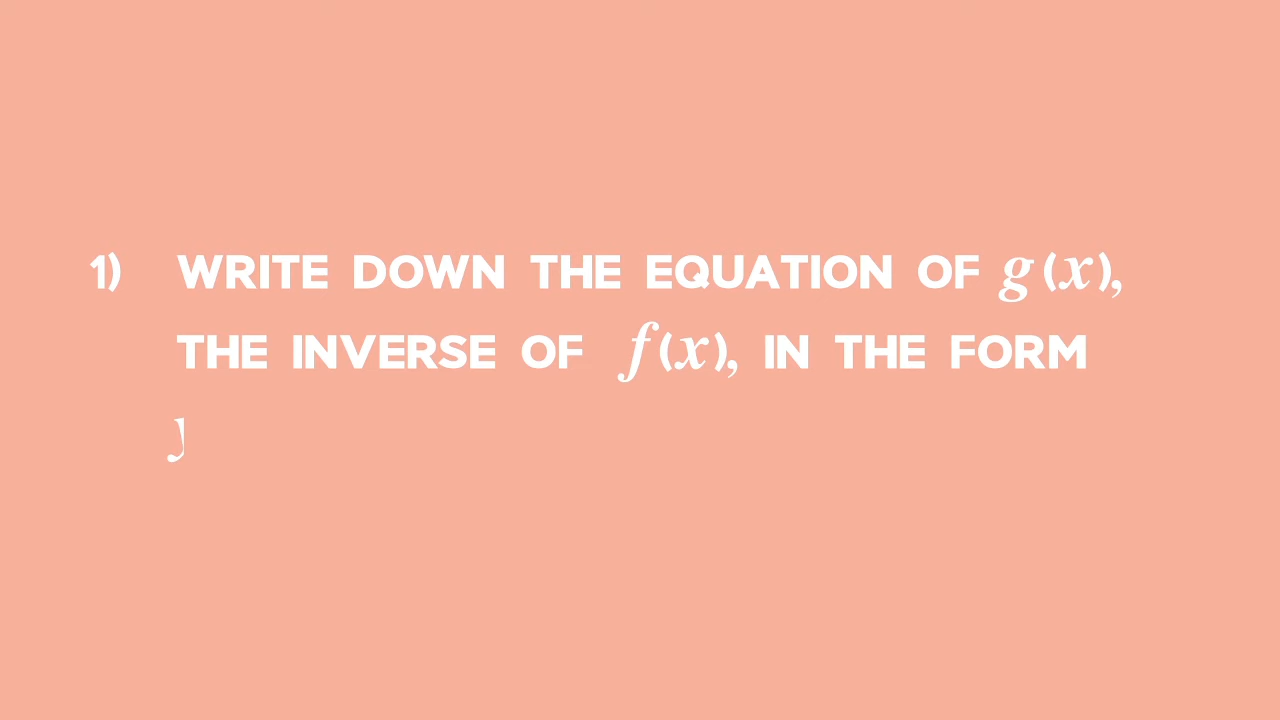 1) WRITE DOWN THE EQUATION OF g(x),
THE INVERSE OF f(x), IN THE FORM